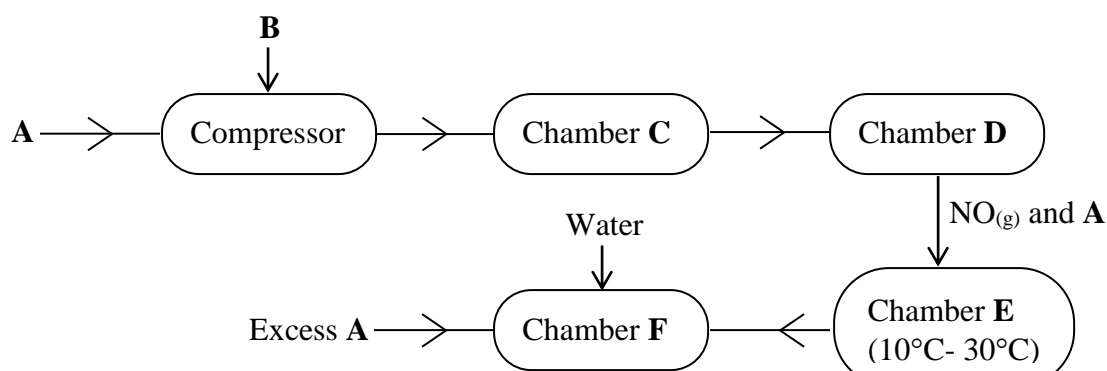 B
A
Compressor
Chamber C
Chamber D
NO(g) and A
Water
Excess A
Chamber F
Chamber E
(10°C- 30°C)